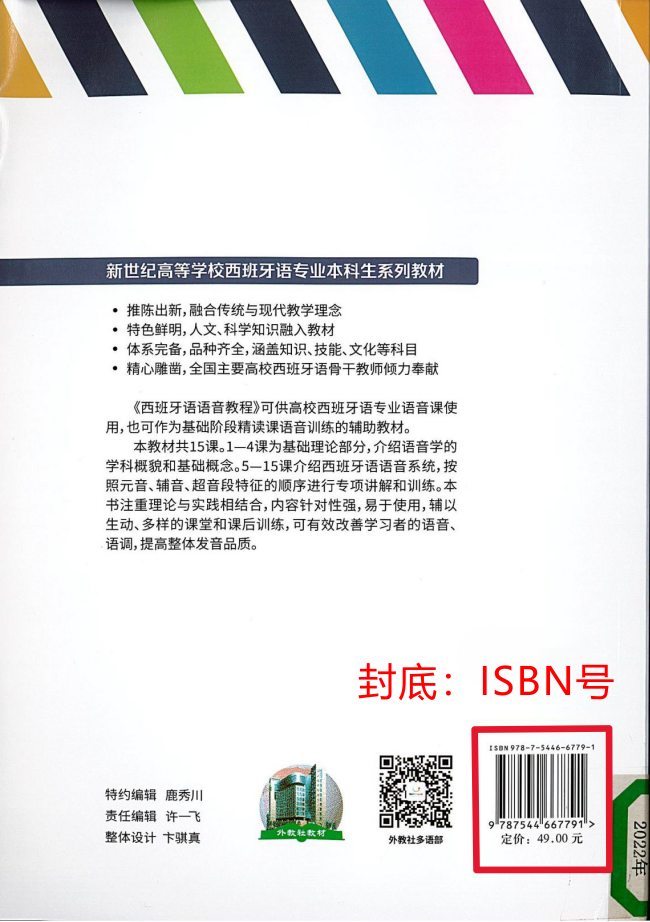 新世纪高等学校西班牙语专业本科生系列教材
• 推陈出新，融合传统与现代教学理念
• 特色鲜明，人文、科学知识融入教材
• 体系完备，品种齐全，涵盖知识、技能、文化等科目
• 精心雕凿，全国主要高校西班牙语骨干教师倾力奉献
《西班牙语语音教程》可供高校西班牙语专业语音课使
用，也可作为基础阶段精读课语音训练的辅助教材。
本教材共15课。1—4课为基础理论部分，介绍语音学的
学科概貌和基础概念。5—15课介绍西班牙语语音系统，按
照元音、辅音、超音段特征的顺序进行专项讲解和训练。本
书注重理论与实践相结合，内容针对性强，易于使用，辅以
生动、多样的课堂和课后训练，可有效改善学习者的语音、
语调，提高整体发音品质。
封底：ISBN号
ISBN 978-7-5446-6779-1
9 787544 667791 >
定价：49.00 元
特约编辑 鹿秀川
责任编辑 许一飞
整体设计 卞骐真
外教社教材
外教社多语部
2022年